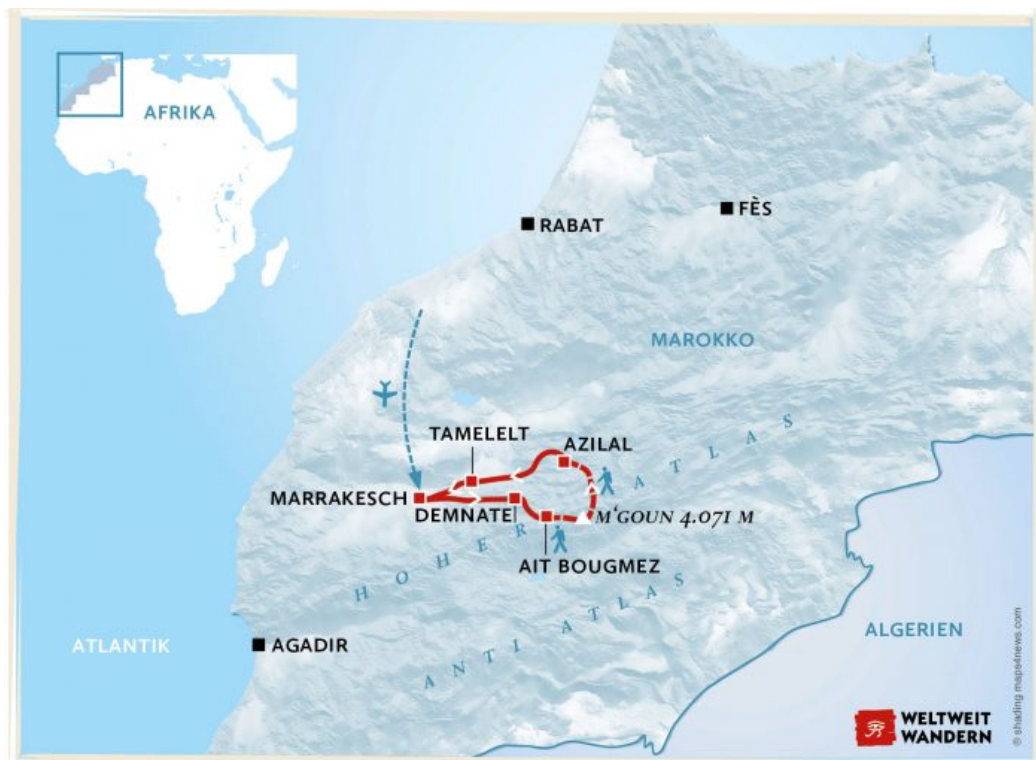 AFRIKA
RABAT
FÈS
MAROKKO
TAMELELT
AZILAL
MARRAKESCH
DEMNATE
M'GOUN 4.071 M
AIT BOUGMEZ
HOHER ATLAS
ANTI ATLAS
ATLANTIK
AGADIR
ALGERIEN
WELTWEIT
WANDERN
© shading maps4news.com